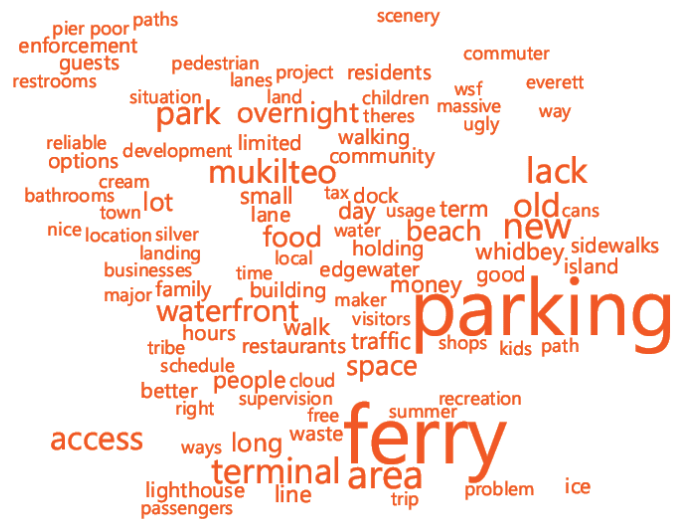 scenery
paths
pier poor
enforcement
commuter
guests
pedestrian
restrooms
lanes project residents
everett
wsf
situation land children
massive way
park overnight theres
ugly
walking
reliable development limited
community
options
mukilteo lack
cream
bathrooms lot small tax dock old
town lane day usage term new cans
nice location silver food water beach
landing local holding whidbey sidewalks
businesses time edgewater good island
major family building money
waterfront maker parking
hours walk visitors
tribe restaurants traffic shops kids path
schedule space
better people cloud
right supervision recreation
free summer
access ways long waste ferry
terminal area
lighthouse line trip problem ice
passengers